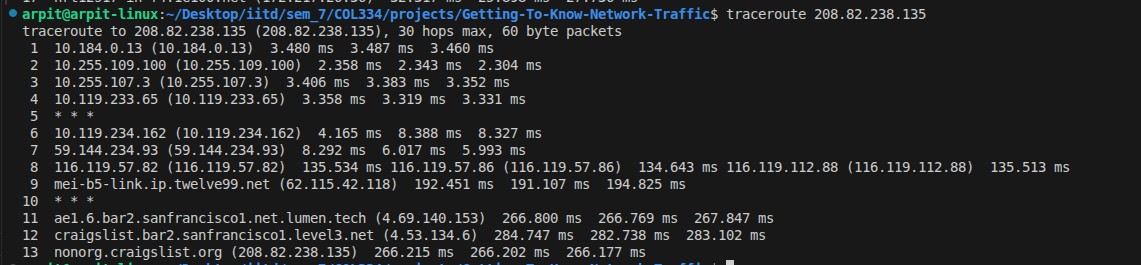 arpit@arpit-linux:~/Desktop/iitd/sem_7/COL334/projects/Getting-To-Know-Network-Traffic$ traceroute 208.82.238.135
traceroute to 208.82.238.135 (208.82.238.135), 30 hops max, 60 byte packets
 1  10.184.0.13 (10.184.0.13)  3.480 ms  3.487 ms  3.460 ms
 2  10.255.109.100 (10.255.109.100)  2.358 ms  2.343 ms  2.304 ms
 3  10.255.107.3 (10.255.107.3)  3.406 ms  3.383 ms  3.352 ms
 4  10.119.233.65 (10.119.233.65)  3.358 ms  3.319 ms  3.331 ms
 5  * * *
 6  10.119.234.162 (10.119.234.162)  4.165 ms  8.388 ms  8.327 ms
 7  59.144.234.93 (59.144.234.93)  8.292 ms  6.017 ms  5.993 ms
 8  116.119.57.82 (116.119.57.82)  135.534 ms 116.119.57.86 (116.119.57.86)  134.643 ms 116.119.112.88 (116.119.112.88)  135.513 ms
 9  mei-b5-link.ip.twelve99.net (62.115.42.118)  192.451 ms  191.107 ms  194.825 ms
10  * * *
11  ae1.6.bar2.sanfrancisco1.net.lumen.tech (4.69.140.153)  266.800 ms  266.769 ms  267.847 ms
12  craigslist.bar2.sanfrancisco1.level3.net (4.53.134.6)  284.747 ms  282.738 ms  283.102 ms
13  nonorg.craigslist.org (208.82.238.135)  266.215 ms  266.202 ms  266.177 ms